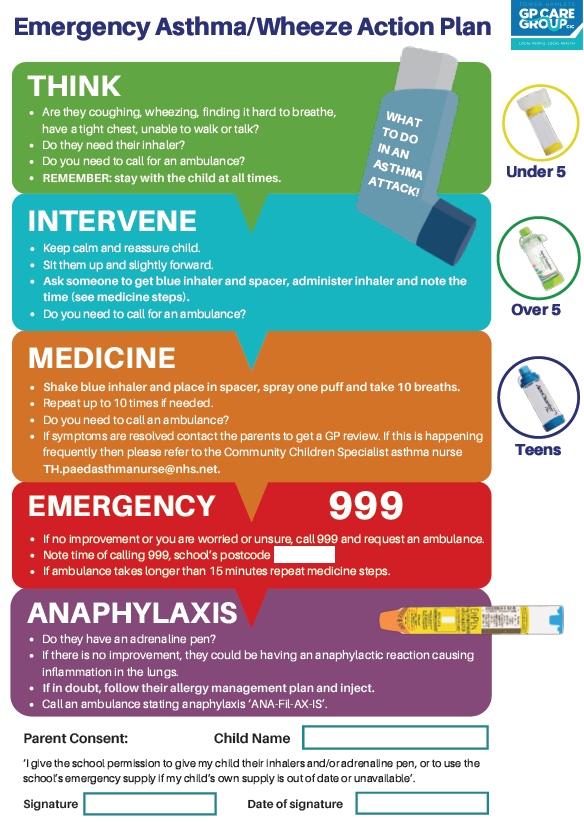 Emergency Asthma/Wheeze Action Plan
TOWER HAMLETS
GP CARE
GROUP CIC
LOCAL PEOPLE, LOCAL HEALTH
THINK
• Are they coughing, wheezing, finding it hard to breathe,
have a tight chest, unable to walk or talk?
• Do they need their inhaler?
• Do you need to call for an ambulance?
• REMEMBER: stay with the child at all times.
WHAT
TO DO
IN AN
ASTHMA
ATTACK!
Under 5
INTERVENE
• Keep calm and reassure child.
• Sit them up and slightly forward.
• Ask someone to get blue inhaler and spacer, administer inhaler and note the
time (see medicine steps).
• Do you need to call for an ambulance?
Over 5
MEDICINE
• Shake blue inhaler and place in spacer, spray one puff and take 10 breaths.
• Repeat up to 10 times if needed.
• Do you need to call an ambulance?
• If symptoms are resolved contact the parents to get a GP review. If this is happening
frequently then please refer to the Community Children Specialist asthma nurse
TH.paedasthmanurse@nhs.net.
Teens
EMERGENCY 999
• If no improvement or you are worried or unsure, call 999 and request an ambulance.
• Note time of calling 999, school's postcode
• If ambulance takes longer than 15 minutes repeat medicine steps.
ANAPHYLAXIS
• Do they have an adrenaline pen?
• If there is no improvement, they could be having an anaphylactic reaction causing
inflammation in the lungs.
• If in doubt, follow their allergy management plan and inject.
• Call an ambulance stating anaphylaxis 'ANA-Fil-AX-IS'.
Parent Consent: Child Name
'I give the school permission to give my child their inhalers and/or adrenaline pen, or to use the
school's emergency supply if my child's own supply is out of date or unavailable'.
Signature Date of signature